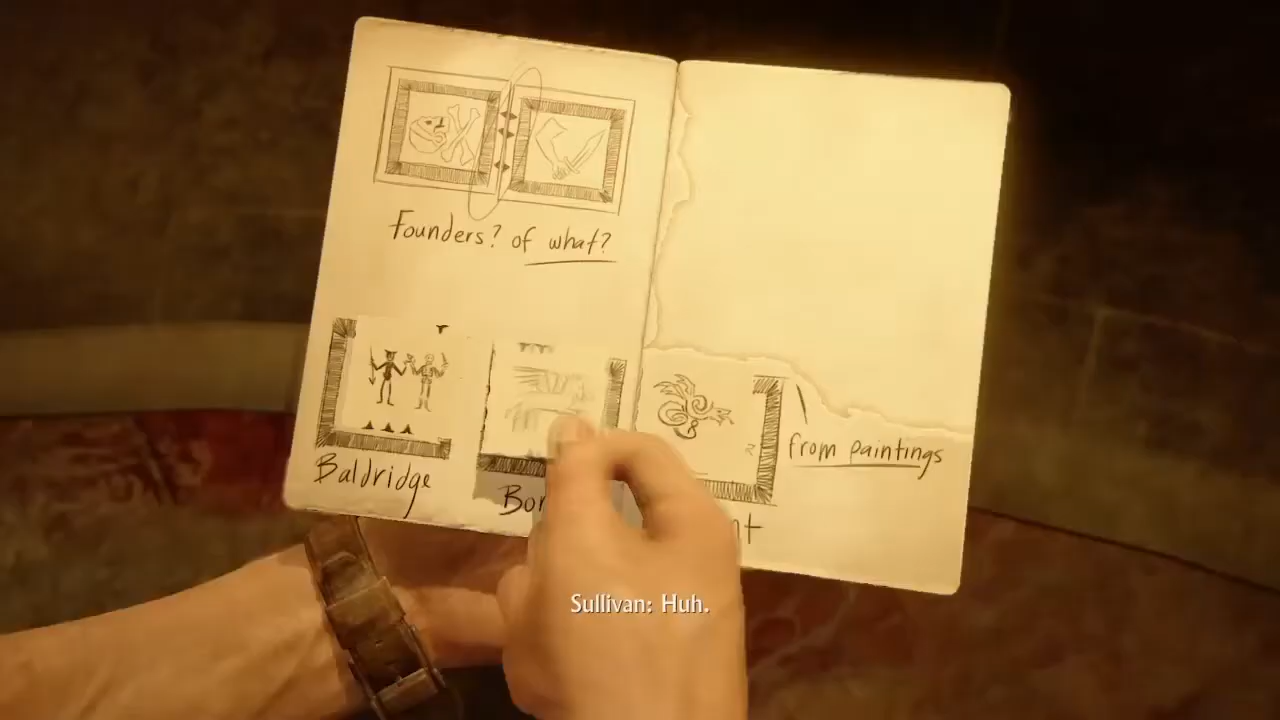 Founders? of what?
from paintings
Baldridge
Sullivan: Huh.